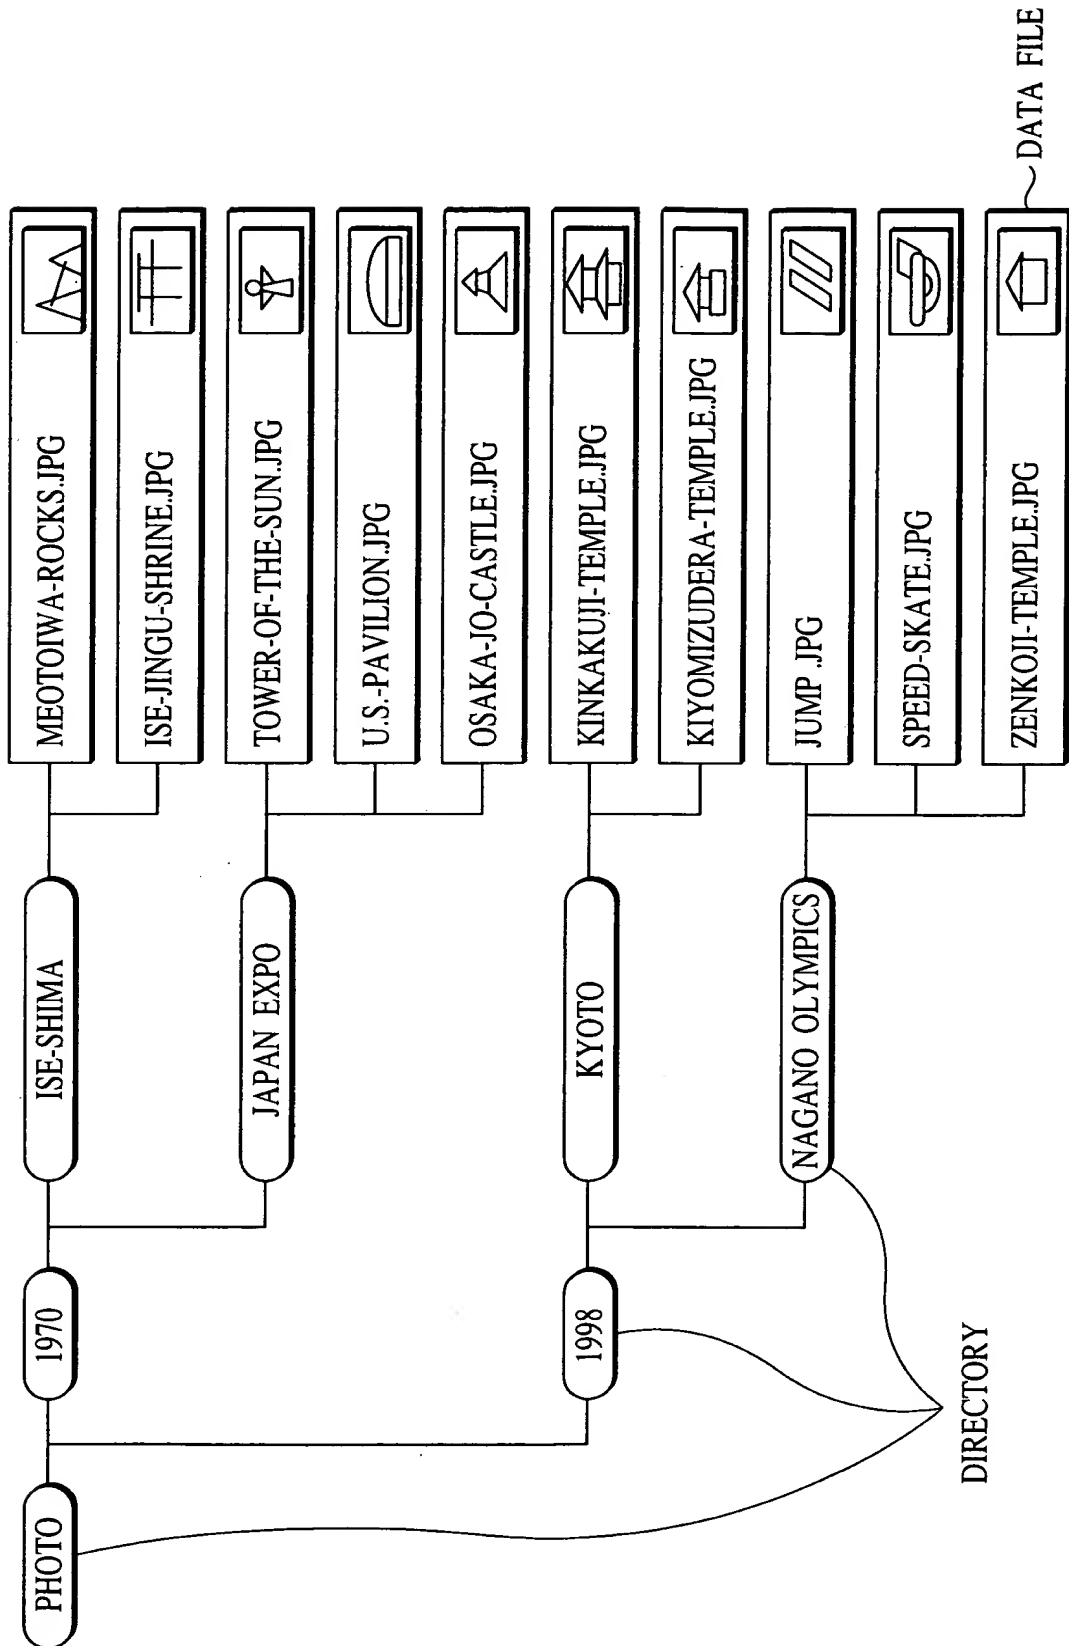 PHOTO
1970
ISE-SHIMA
MEOTOIWA-ROCKS.JPG
ISE-JINGU-SHRINE.JPG
JAPAN EXPO
TOWER-OF-THE-SUN.JPG
U.S.-PAVILION.JPG
OSAKA-JO-CASTLE.JPG
1998
KYOTO
KINKAKUJI-TEMPLE.JPG
KIYOMIZUDERA-TEMPLE.JPG
NAGANO OLYMPICS
JUMP .JPG
SPEED-SKATE.JPG
ZENKOJI-TEMPLE.JPG
DIRECTORY
DATA FILE